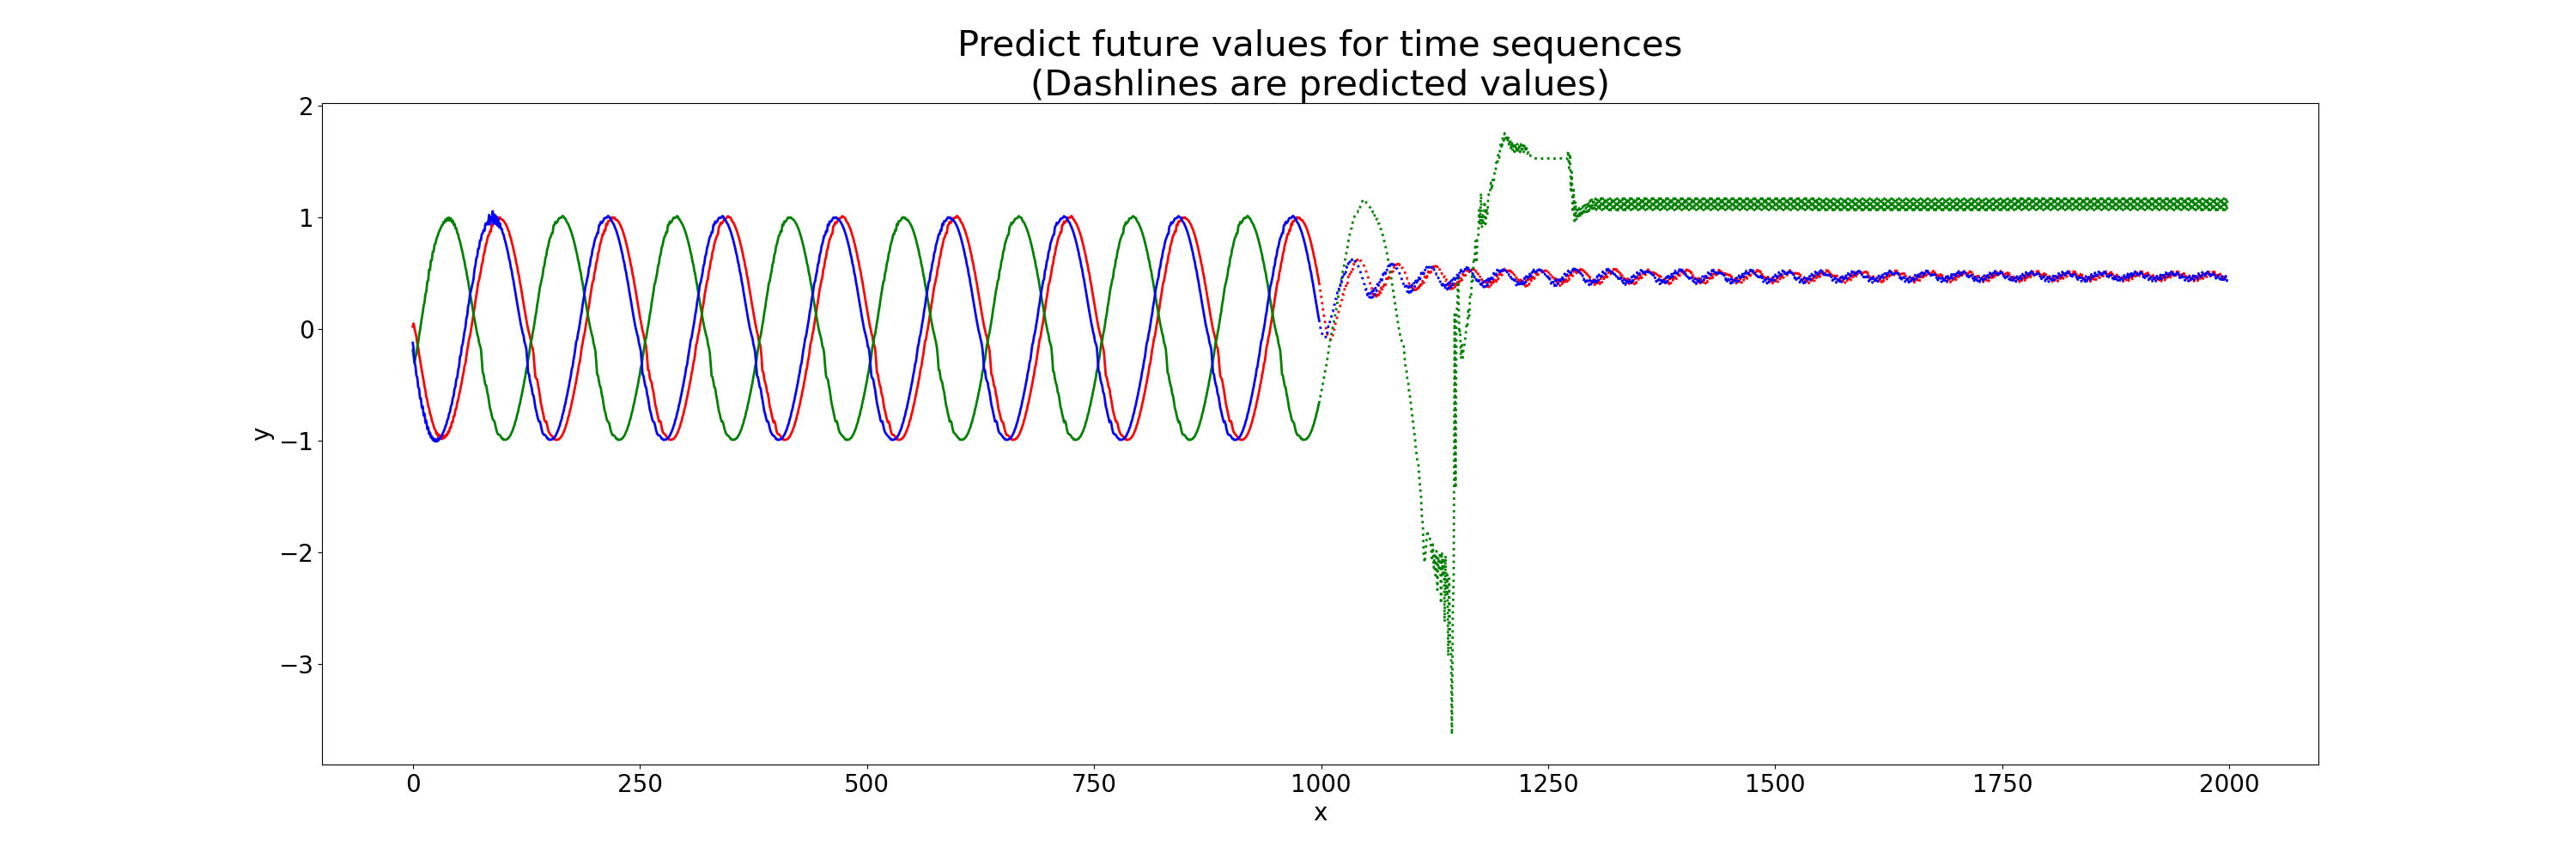 Predict future values for time sequences
(Dashlines are predicted values)
2
1
0
−1
−2
−3
y
0 250 500 750 1000 1250 1500 1750 2000
x